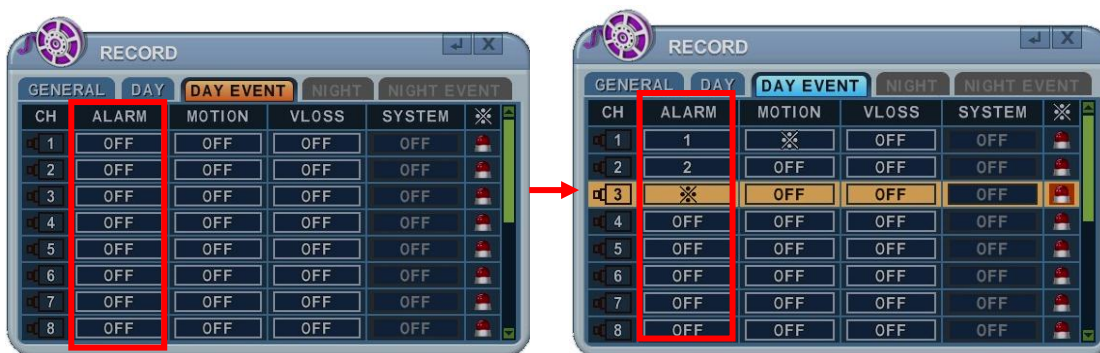 RECORD
X
GENERAL DAY DAY EVENT NIGHT NIGHT EVENT
CH ALARM MOTION VLOSS SYSTEM ※
1 OFF OFF OFF OFF
2 OFF OFF OFF OFF
3 OFF OFF OFF OFF
4 OFF OFF OFF OFF
5 OFF OFF OFF OFF
6 OFF OFF OFF OFF
7 OFF OFF OFF OFF
8 OFF OFF OFF OFF
RECORD
X
GENERAL DAY DAY EVENT NIGHT NIGHT EVENT
CH ALARM MOTION VLOSS SYSTEM ※
1 1 ※ OFF OFF
2 2 OFF OFF OFF
3 ※ OFF OFF OFF
4 OFF OFF OFF OFF
5 OFF OFF OFF OFF
6 OFF OFF OFF OFF
7 OFF OFF OFF OFF
8 OFF OFF OFF OFF